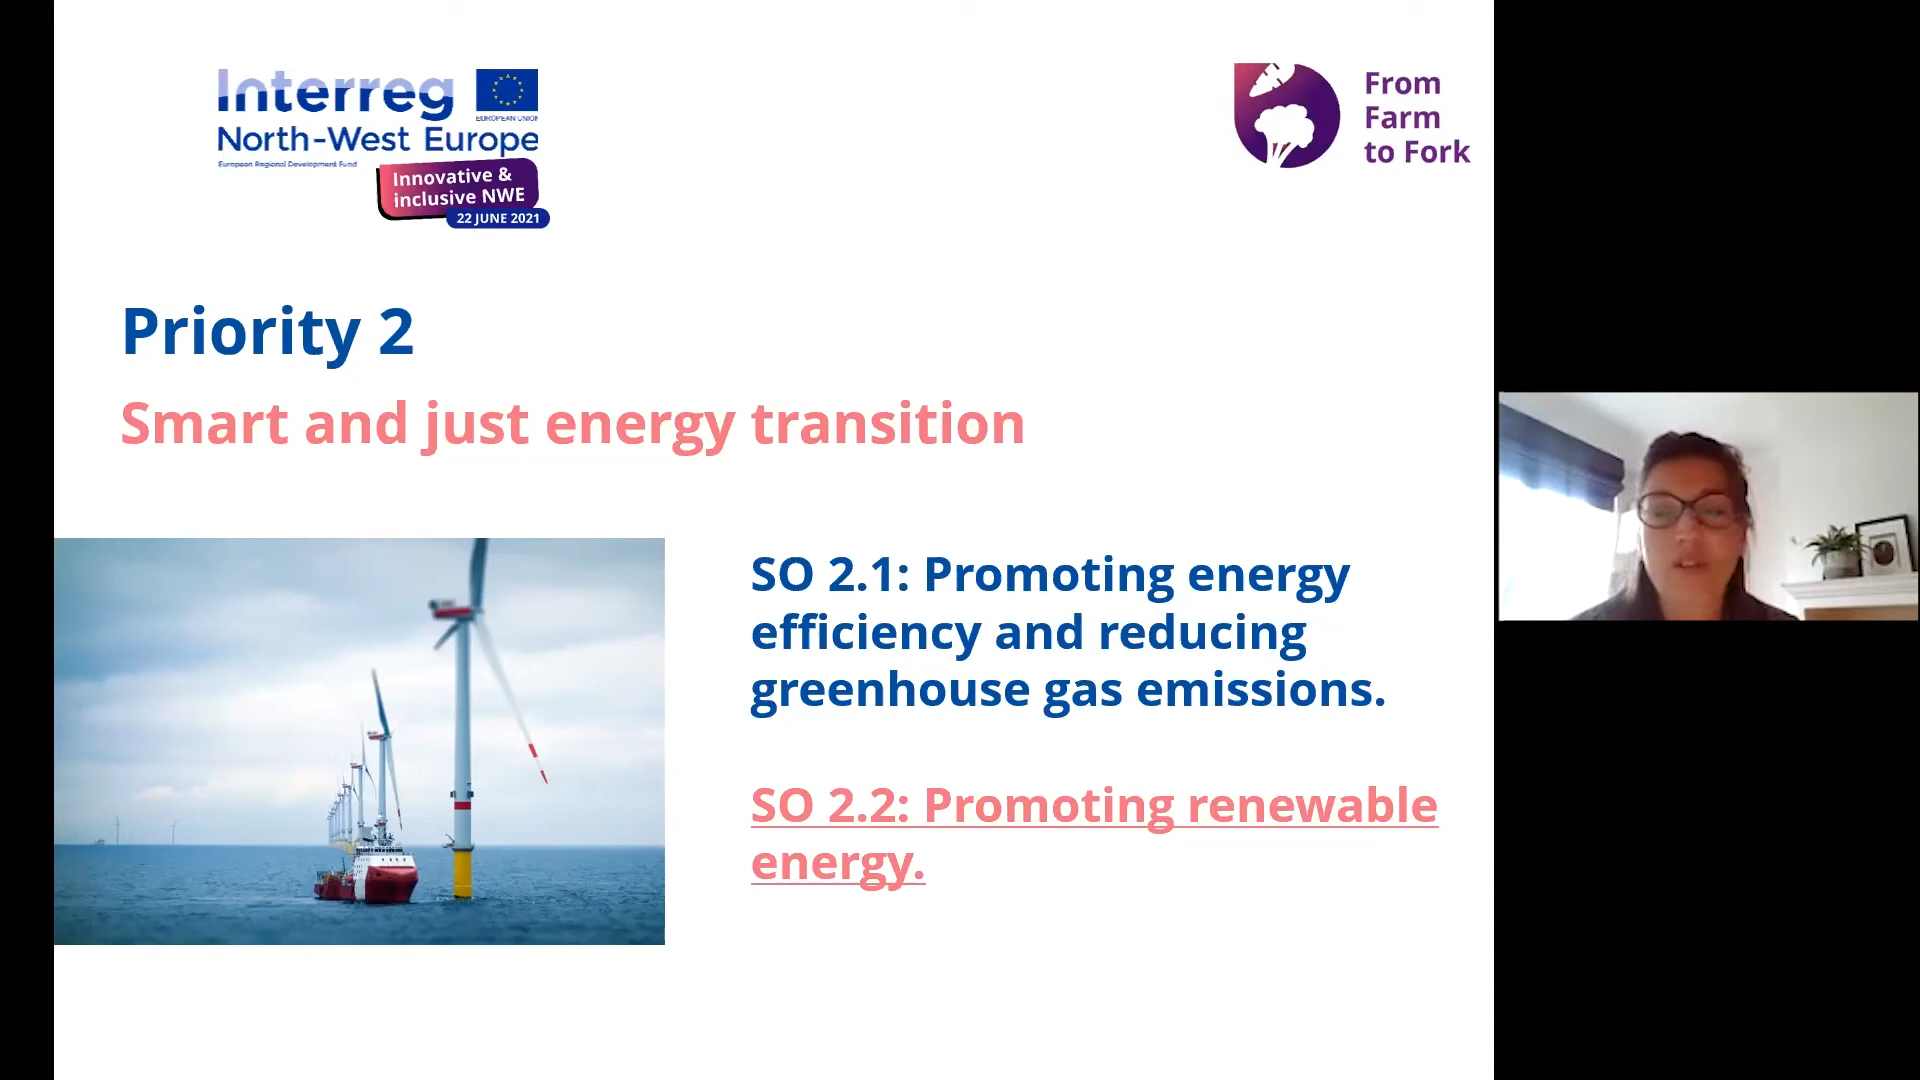 Interreg
EUROPEAN UNION
North-West Europe
European Regional Development Fund
Innovative &
inclusive NWE
22 JUNE 2021
From
Farm
to Fork
Priority 2
Smart and just energy transition
SO 2.1: Promoting energy
efficiency and reducing
greenhouse gas emissions.
SO 2.2: Promoting renewable
energy.